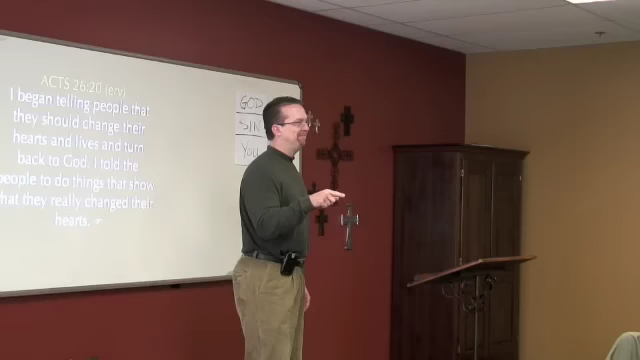 ACTS 26:20 (erv)
I began telling people that
they should change their
hearts and lives and turn
back to God. I told the
people to do things that show
that they really changed their
hearts.
GOD
SIN
YOU